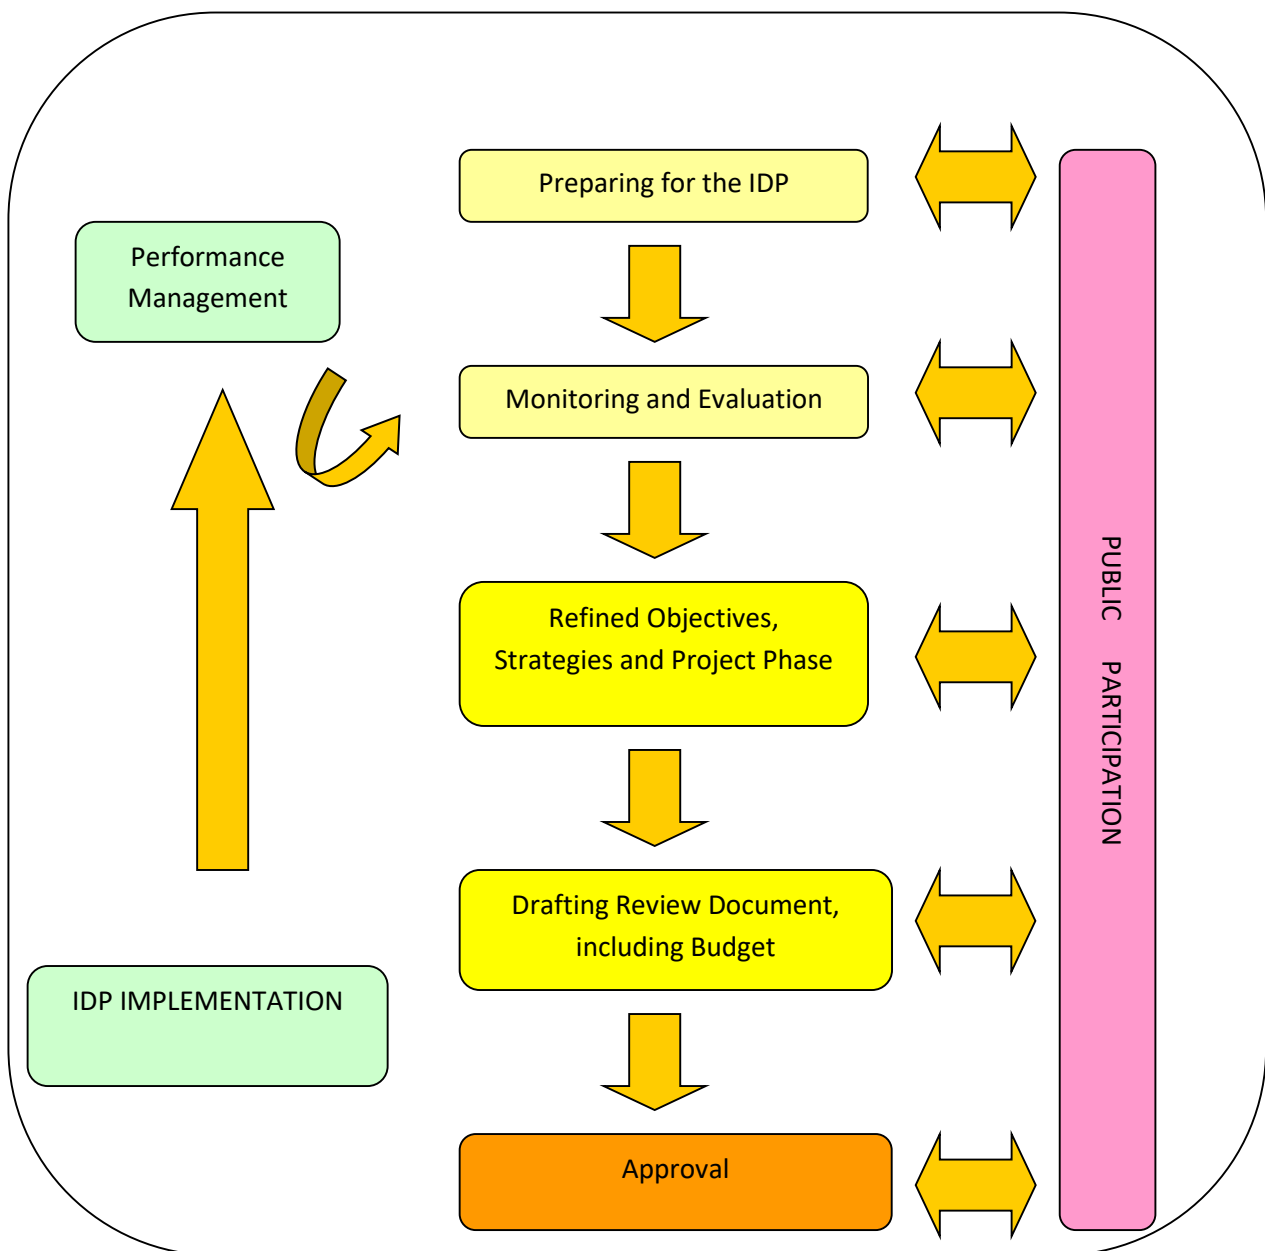 Preparing for the IDP
Performance
Management
Monitoring and Evaluation
Refined Objectives,
Strategies and Project Phase
PUBLIC PARTICIPATION
Drafting Review Document,
including Budget
IDP IMPLEMENTATION
Approval